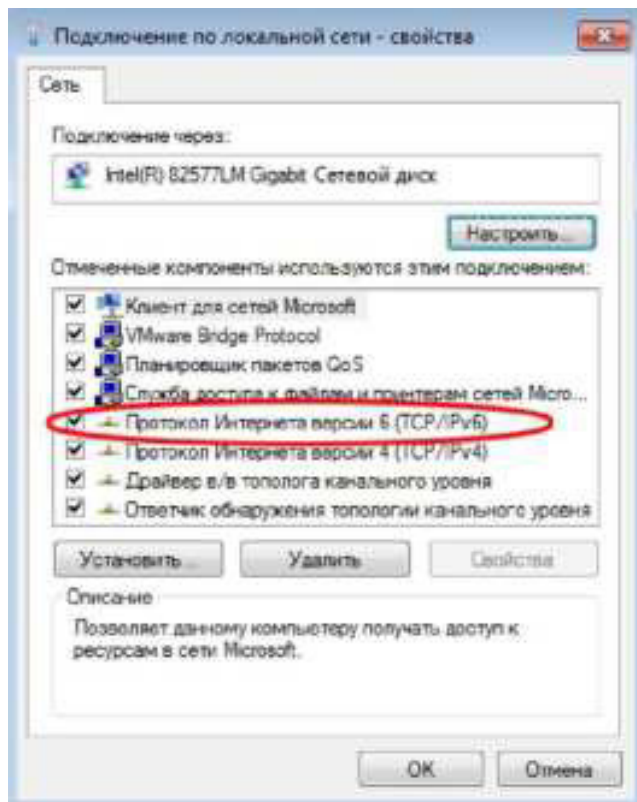 Подключение по локальной сети - свойства
Сеть
Подключение через:
Intel(R) 82577LM Gigabit Сетевой диск
Настроить...
Отмеченные компоненты используются этим подключением:
Клиент для сетей Microsoft
VMware Bridge Protocol
Планировщик пакетов QoS
Служба доступа к файлам и принтерам сетей Micro...
Протокол Интернета версии 6 (TCP/IPv6)
Протокол Интернета версии 4 (TCP/IPv4)
Драйвер в/в тополога канального уровня
Ответчик обнаружения топологии канального уровня
Установить...
Удалить
Свойства
Описание
Позволяет данному компьютеру получать доступ к
ресурсам в сети Microsoft.
OK
Отмена